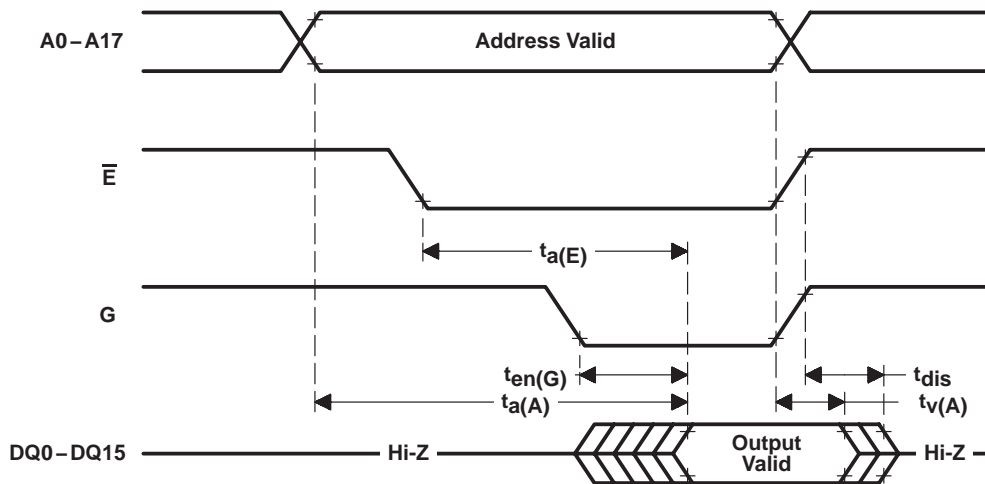 A0–A17
Address Valid
E̅
ta(E)
G
ten(G)
tdis
ta(A)
tv(A)
DQ0–DQ15
Hi-Z
Output
Valid
Hi-Z